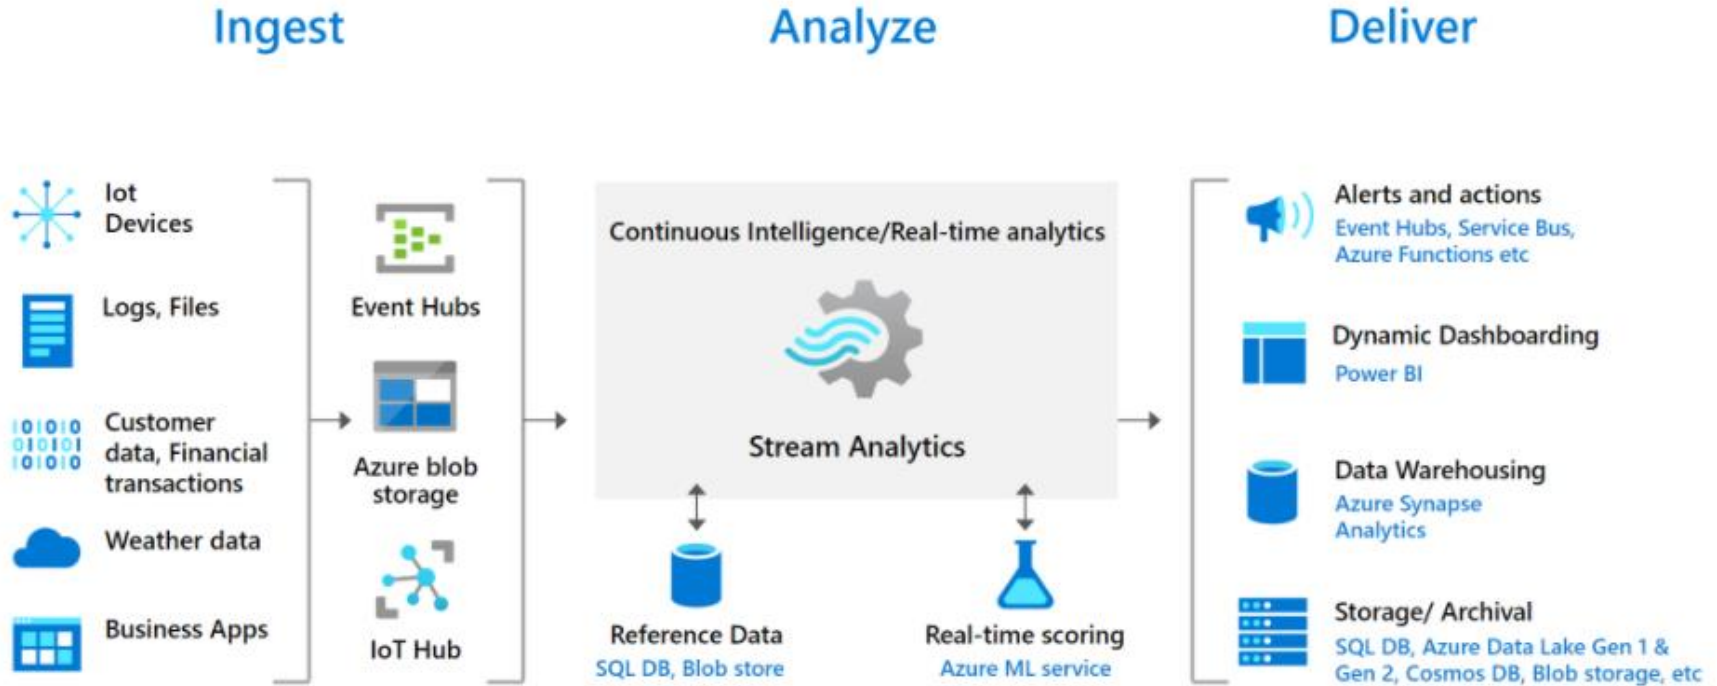 Ingest
Analyze
Deliver
Iot
Devices
Logs, Files
Customer
data, Financial
transactions
Weather data
Business Apps
Event Hubs
Azure blob
storage
IoT Hub
Continuous Intelligence/Real-time analytics
Stream Analytics
Reference Data
SQL DB, Blob store
Real-time scoring
Azure ML service
Alerts and actions
Event Hubs, Service Bus,
Azure Functions etc
Dynamic Dashboarding
Power BI
Data Warehousing
Azure Synapse
Analytics
Storage/ Archival
SQL DB, Azure Data Lake Gen 1 &
Gen 2, Cosmos DB, Blob storage, etc